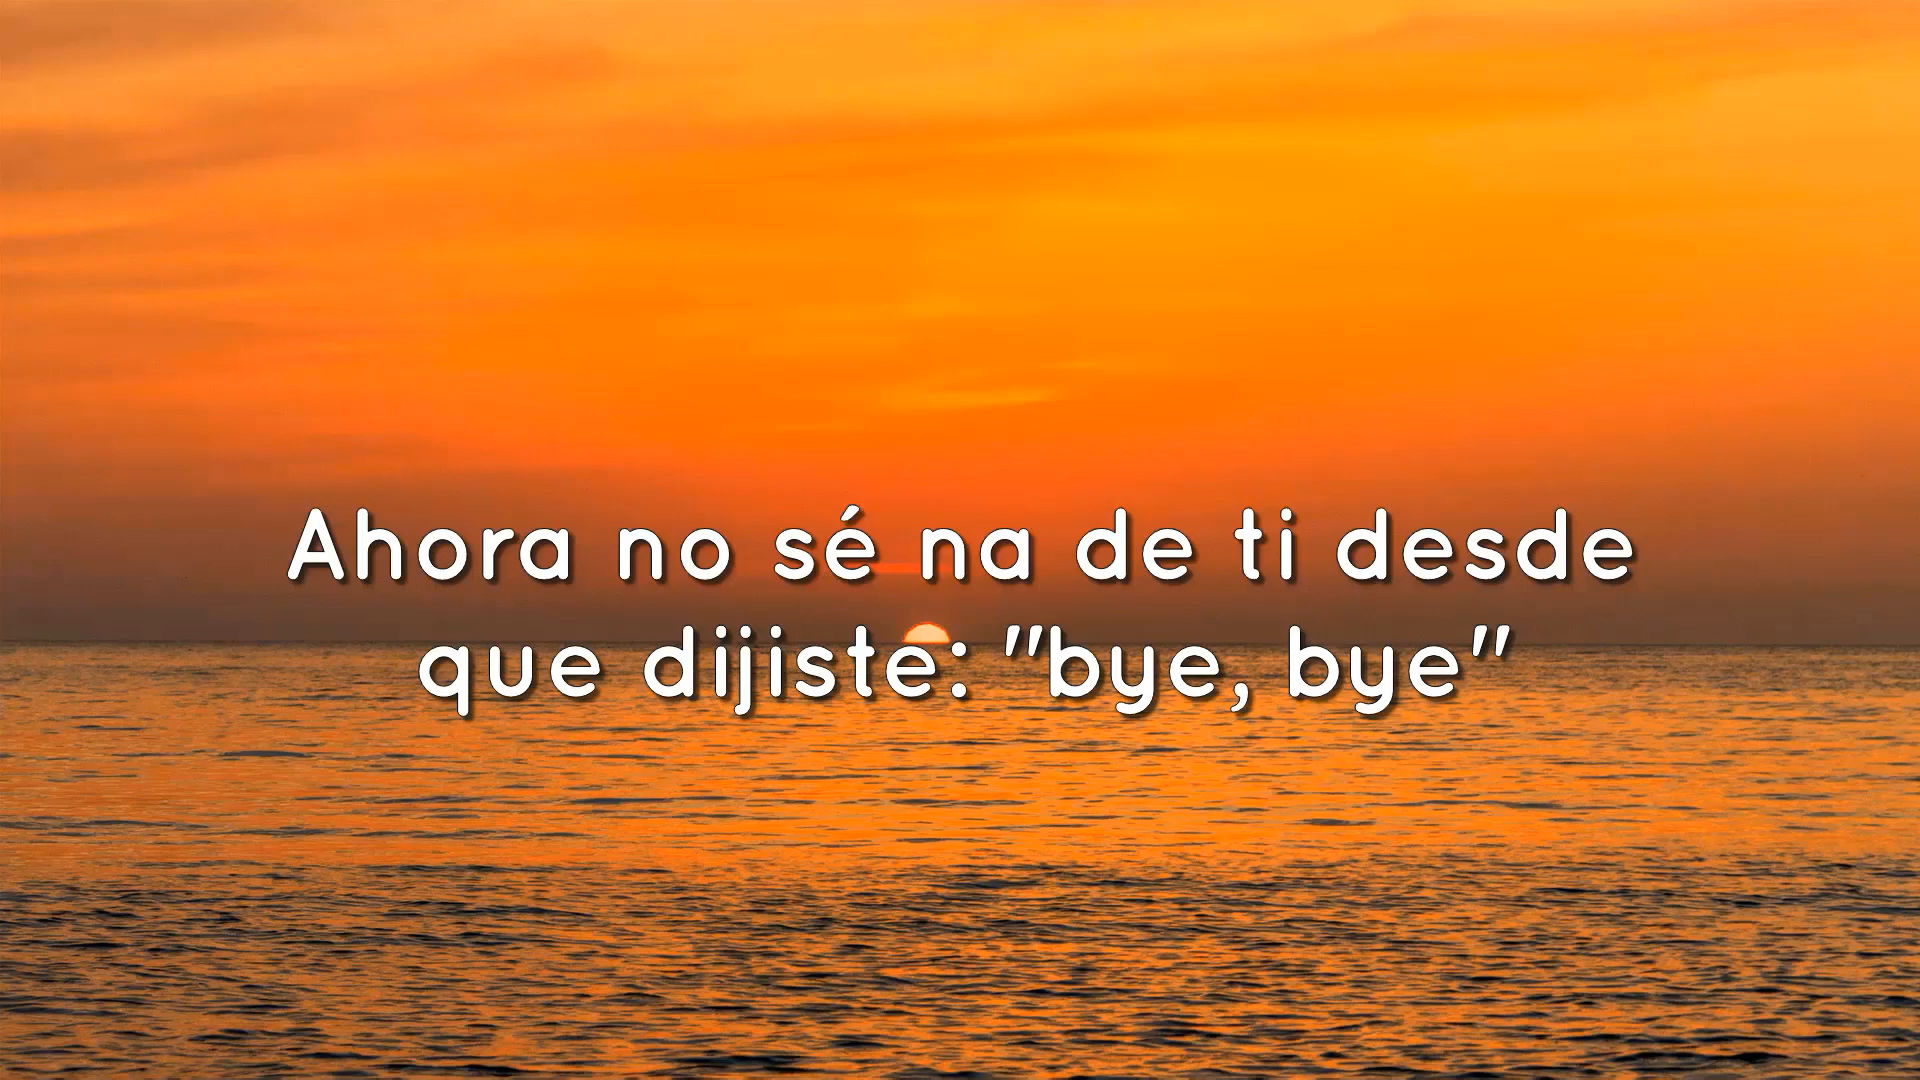 Ahora no sé na de ti desde
que dijiste: "bye, bye"